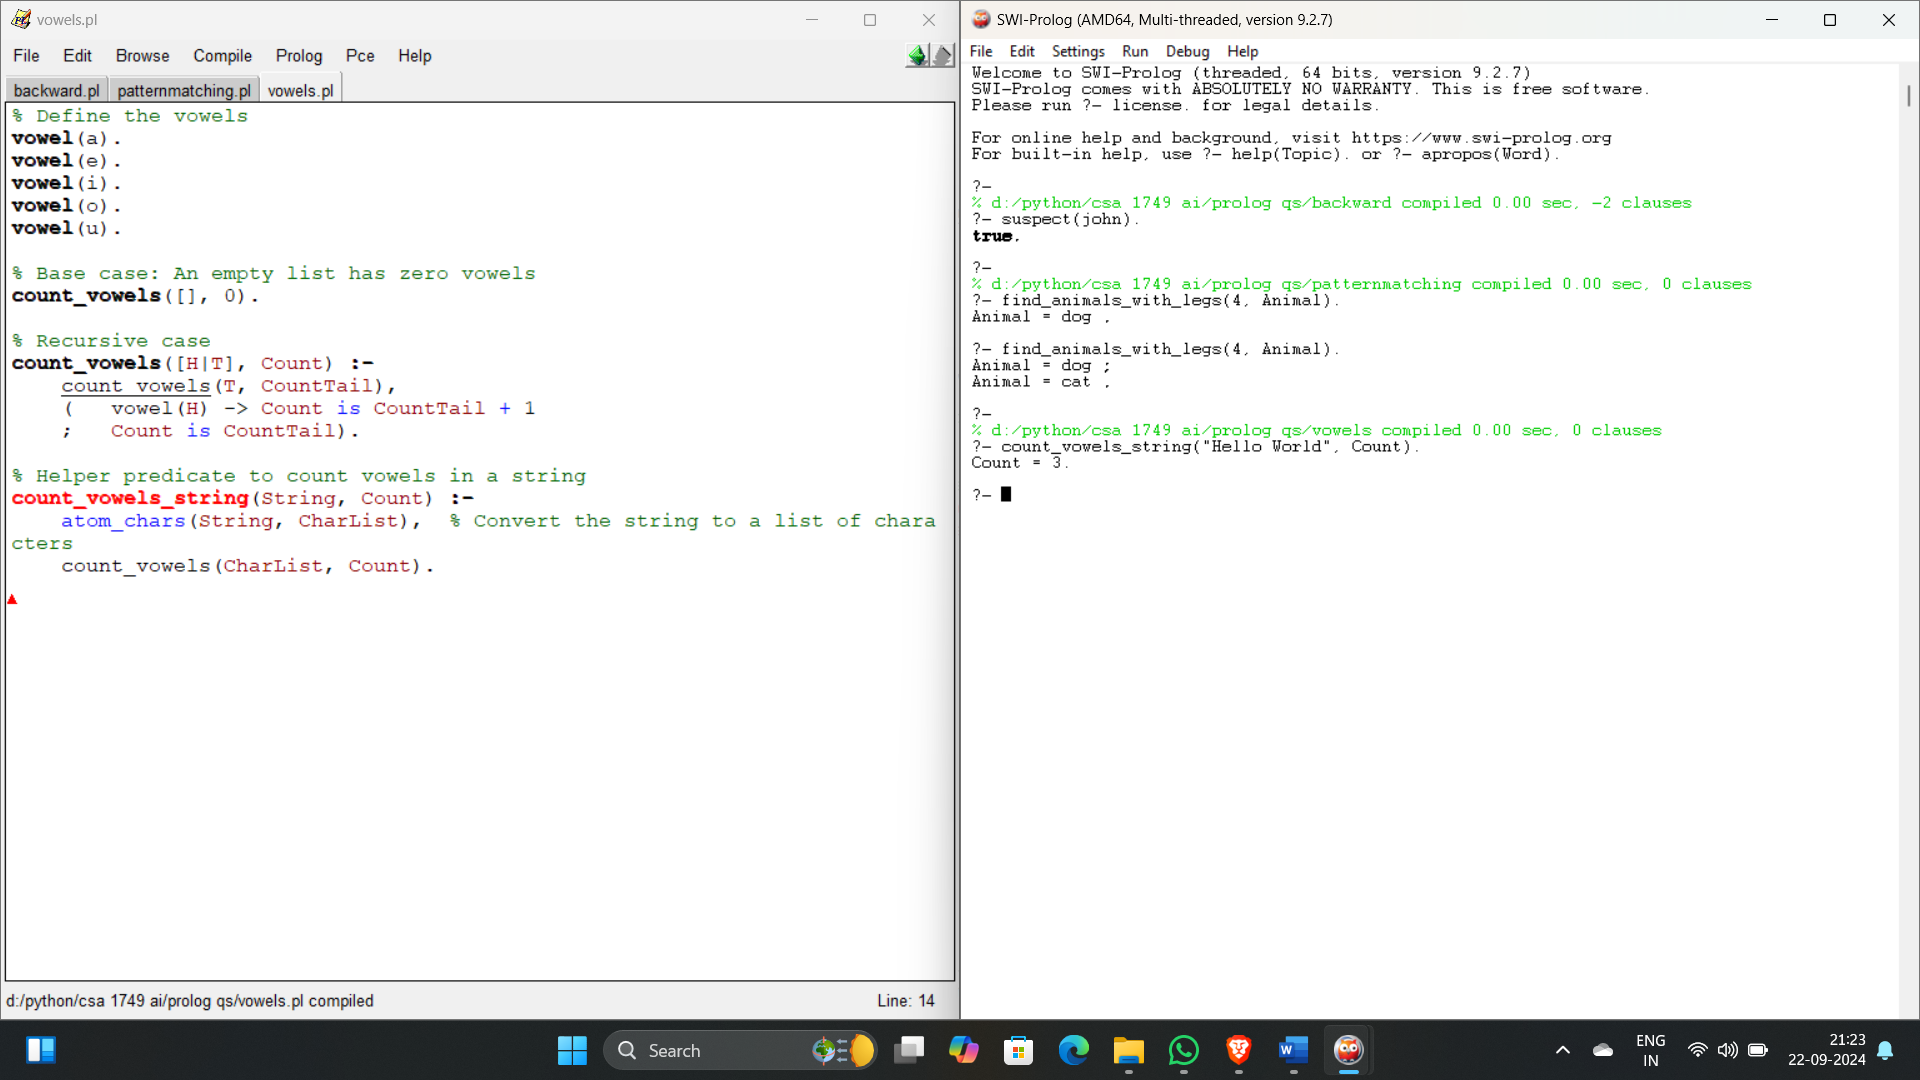 vowels.pl
File Edit Browse Compile Prolog Pce Help
backward.pl patternmatching.pl vowels.pl
% Define the vowels
vowel(a).
vowel(e).
vowel(i).
vowel(o).
vowel(u).
% Base case: An empty list has zero vowels
count_vowels([], 0).
% Recursive case
count_vowels([H|T], Count) :-
count_vowels(T, CountTail),
( vowel(H) -> Count is CountTail + 1
; Count is CountTail).
% Helper predicate to count vowels in a string
count_vowels_string(String, Count) :-
atom_chars(String, CharList), % Convert the string to a list of chara
cters
count_vowels(CharList, Count).
d:/python/csa 1749 ai/prolog qs/vowels.pl compiled
Line: 14
SWI-Prolog (AMD64, Multi-threaded, version 9.2.7)
File Edit Settings Run Debug Help
Welcome to SWI-Prolog (threaded, 64 bits, version 9.2.7)
SWI-Prolog comes with ABSOLUTELY NO WARRANTY. This is free software.
Please run ?- license. for legal details.
For online help and background, visit https://www.swi-prolog.org
For built-in help, use ?- help(Topic). or ?- apropos(Word).
?-
% d:/python/csa 1749 ai/prolog qs/backward compiled 0.00 sec, -2 clauses
?- suspect(john).
true.
?-
% d:/python/csa 1749 ai/prolog qs/patternmatching compiled 0.00 sec, 0 clauses
?- find_animals_with_legs(4, Animal).
Animal = dog .
?- find_animals_with_legs(4, Animal).
Animal = dog ;
Animal = cat .
?-
% d:/python/csa 1749 ai/prolog qs/vowels compiled 0.00 sec, 0 clauses
?- count_vowels_string("Hello World", Count).
Count = 3.
?-
Search
ENG
IN
21:23
22-09-2024